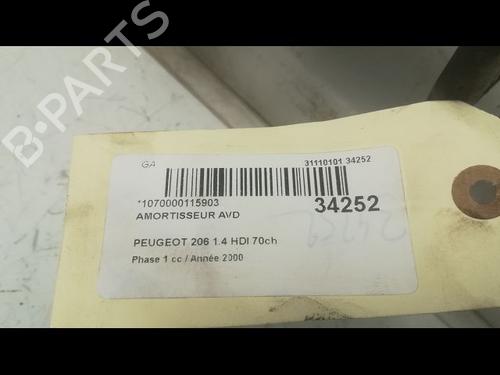 B-PARTS
GA
31110101 34252
*1070000115903
34252
AMORTISSEUR AVD
PEUGEOT 206 1.4 HDI 70ch
Phase 1 cc / Année 2000